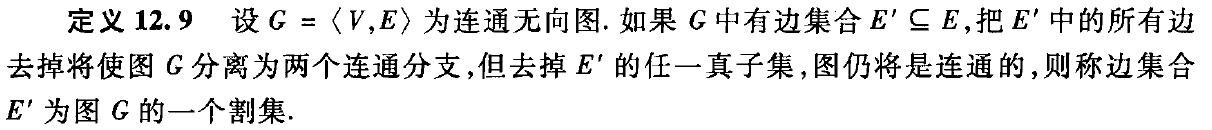 定义 12.9 设 G = 〈V,E〉 为连通无向图. 如果 G 中有边集合 E′ ⊆ E,把 E′ 中的所有边
去掉将使图 G 分离为两个连通分支,但去掉 E′ 的任一真子集,图仍将是连通的,则称边集合
E′ 为图 G 的一个割集.